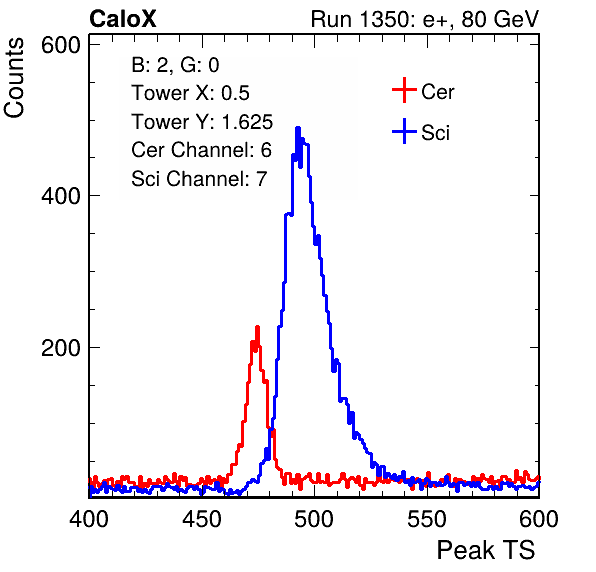 CaloX Run 1350: e+, 80 GeV
Counts
600
400
200
B: 2, G: 0
Tower X: 0.5
Tower Y: 1.625
Cer Channel: 6
Sci Channel: 7
Cer
Sci
400 450 500 550 600
Peak TS